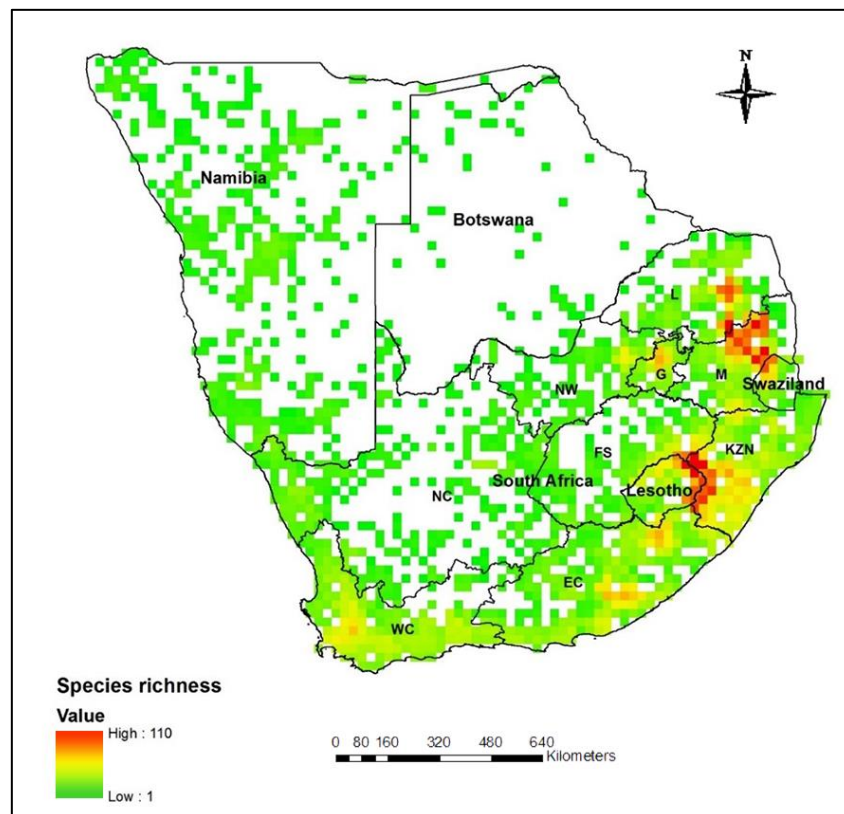 N
Namibia
Botswana
L
G
M
Swaziland
NW
FS
KZN
South Africa
Lesotho
NC
EC
WC
Species richness
Value
High : 110
Low : 1
0 80 160 320 480 640
Kilometers